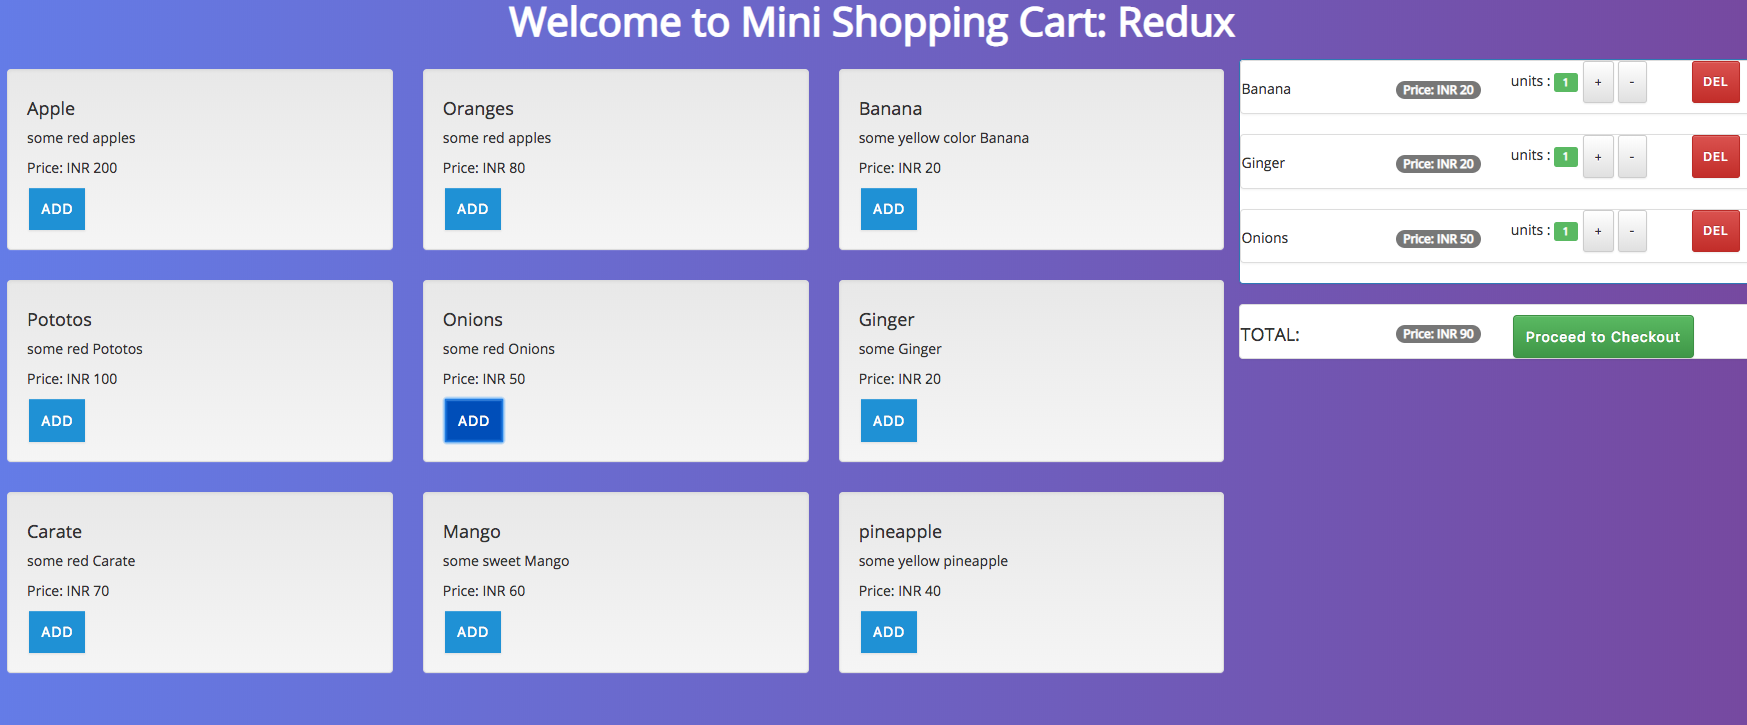 Welcome to Mini Shopping Cart: Redux
Apple
some red apples
Price: INR 200
ADD
Oranges
some red apples
Price: INR 80
ADD
Banana
some yellow color Banana
Price: INR 20
ADD
Pototos
some red Pototos
Price: INR 100
ADD
Onions
some red Onions
Price: INR 50
ADD
Ginger
some Ginger
Price: INR 20
ADD
Carate
some red Carate
Price: INR 70
ADD
Mango
some sweet Mango
Price: INR 60
ADD
pineapple
some yellow pineapple
Price: INR 40
ADD
Banana Price: INR 20 units : 1 + - DEL
Ginger Price: INR 20 units : 1 + - DEL
Onions Price: INR 50 units : 1 + - DEL
TOTAL: Price: INR 90 Proceed to Checkout